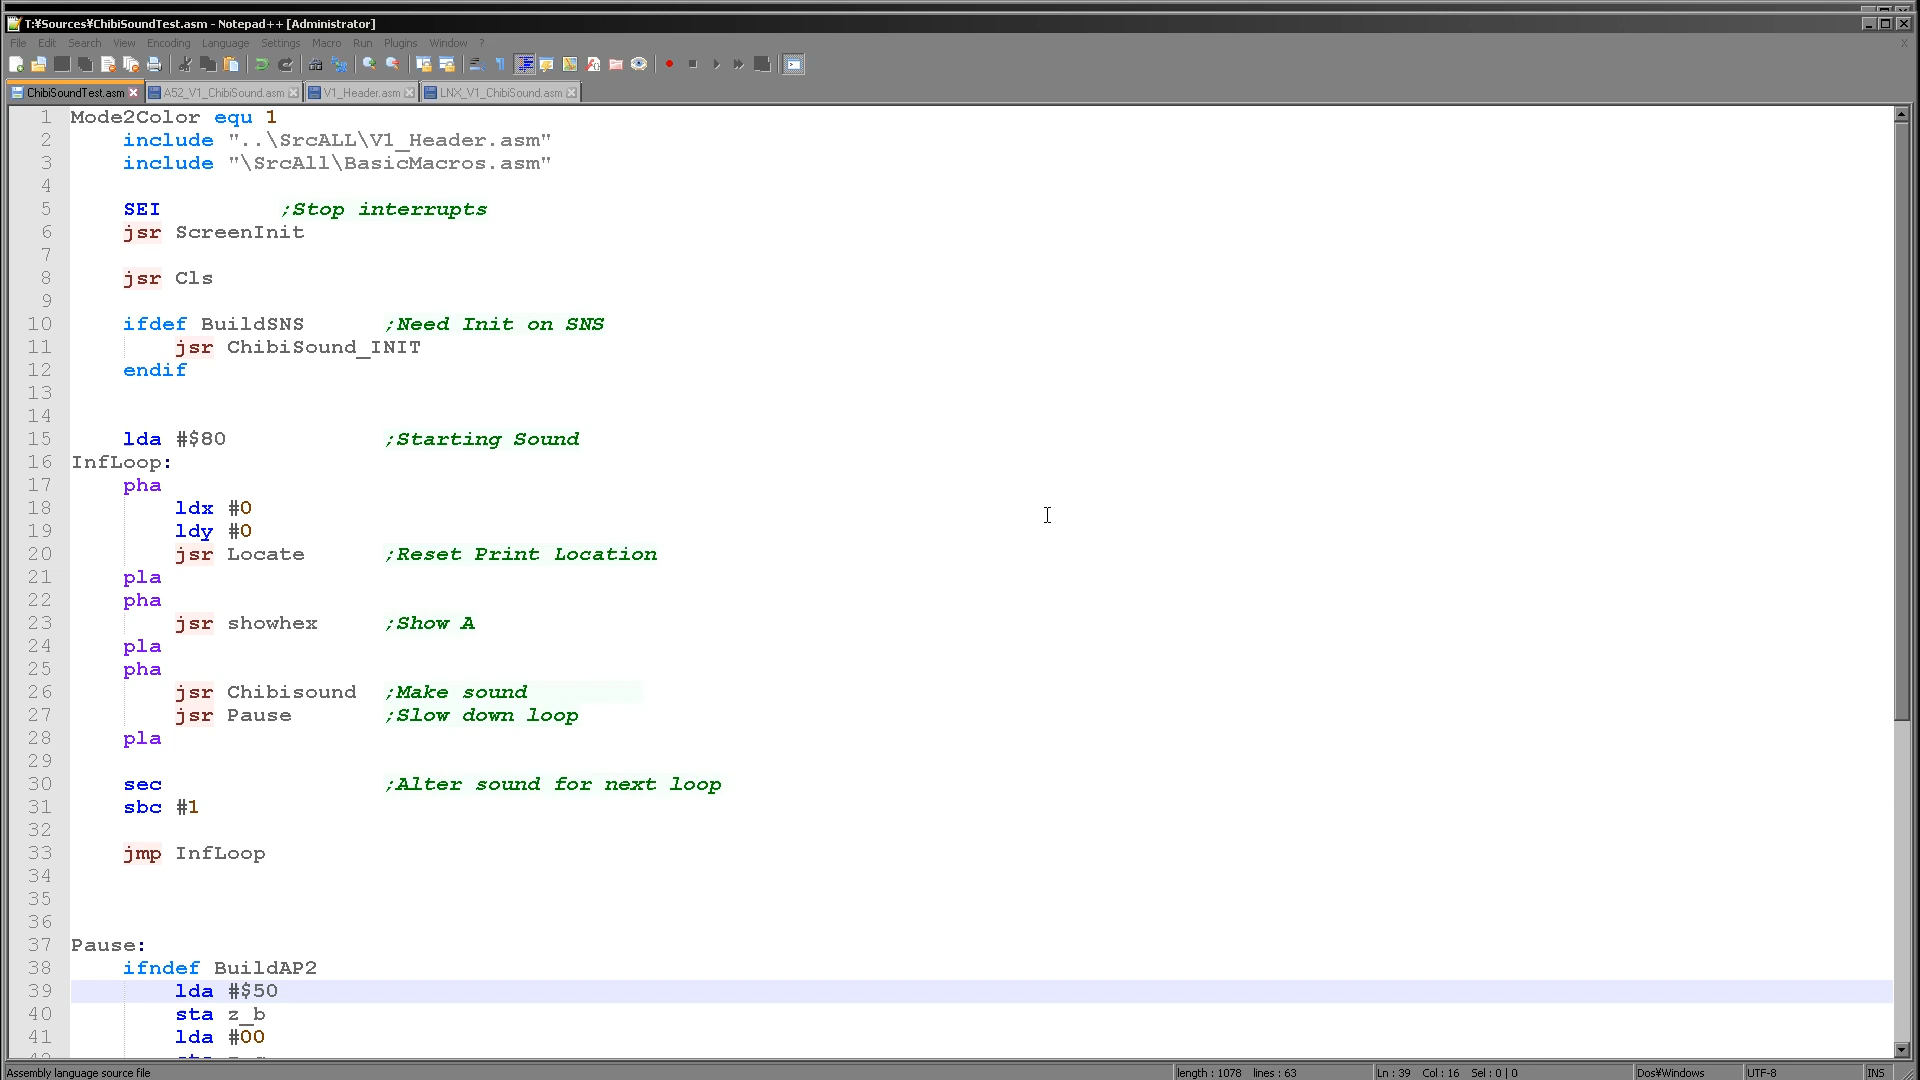 T:¥Sources¥ChibiSoundTest.asm - Notepad++ [Administrator]
File Edit Search View Encoding Language Settings Macro Run Plugins Window ?
ChibiSoundTest.asm A52_V1_ChibiSound.asm V1_Header.asm LNX_V1_ChibiSound.asm
1 Mode2Color equ 1
2 include "..\SrcALL\V1_Header.asm"
3 include "\SrcAll\BasicMacros.asm"
4
5 SEI ;Stop interrupts
6 jsr ScreenInit
7
8 jsr Cls
9
10 ifdef BuildSNS ;Need Init on SNS
11 jsr ChibiSound_INIT
12 endif
13
14
15 lda #$80 ;Starting Sound
16 InfLoop:
17 pha
18 ldx #0
19 ldy #0
20 jsr Locate ;Reset Print Location
21 pla
22 pha
23 jsr showhex ;Show A
24 pla
25 pha
26 jsr Chibisound ;Make sound
27 jsr Pause ;Slow down loop
28 pla
29
30 sec ;Alter sound for next loop
31 sbc #1
32
33 jmp InfLoop
34
35
36
37 Pause:
38 ifndef BuildAP2
39 lda #$50
40 sta z_b
41 lda #00
Assembly language source file length : 1078 lines : 63 Ln : 39 Col : 16 Sel : 0 | 0 Dos¥Windows UTF-8 INS